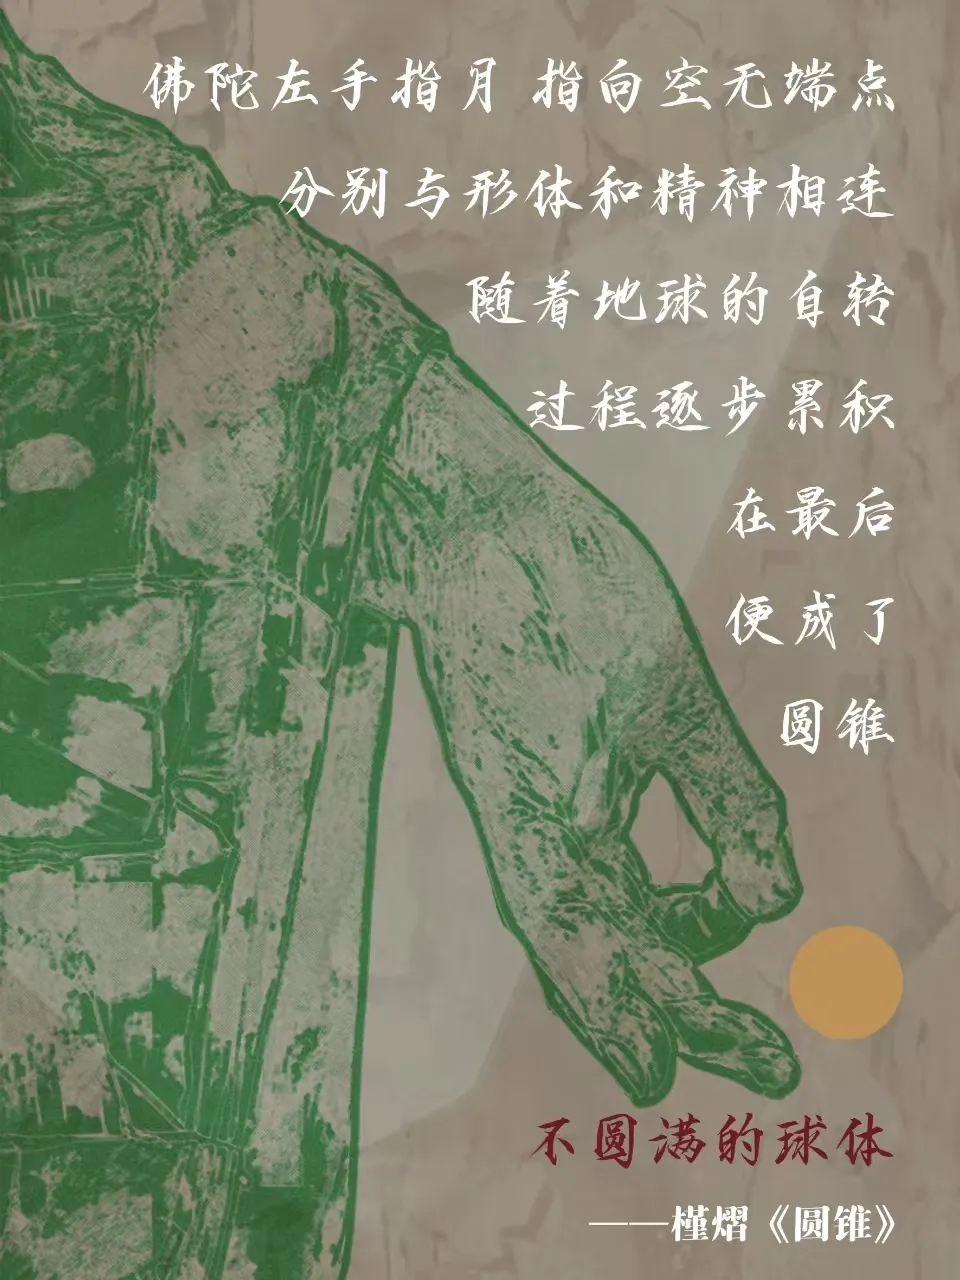 佛陀左手指月 指向空无端点
分别与形体和精神相连
随着地球的自转
过程逐步累积
在最后
便成了
圆锥
不圆满的球体
——槿熠《圆锥》